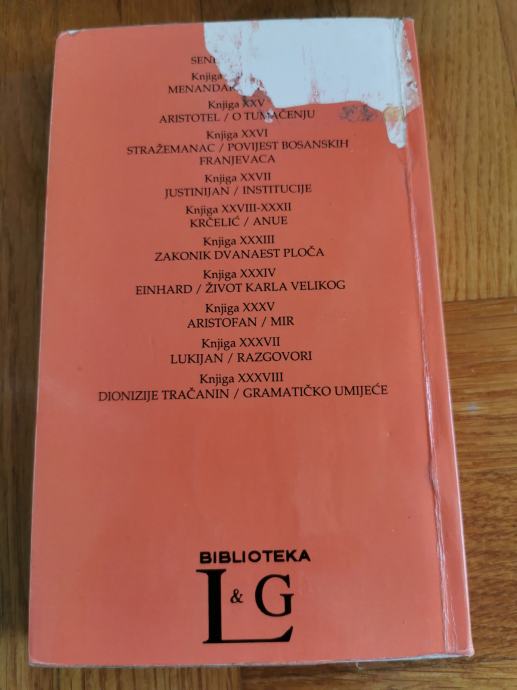 Knjiga
MENANDAR
Knjiga XXV
ARISTOTEL / O TUMAČENJU
Knjiga XXVI
STRAŽEMANAC / POVIJEST BOSANSKIH
FRANJEVACA
Knjiga XXVII
JUSTINIJAN / INSTITUCIJE
Knjiga XXVIII-XXXII
KRČELIĆ / ANUE
Knjiga XXXIII
ZAKONIK DVANAEST PLOČA
Knjiga XXXIV
EINHARD / ŽIVOT KARLA VELIKOG
Knjiga XXXV
ARISTOFAN / MIR
Knjiga XXXVII
LUKIJAN / RAZGOVORI
Knjiga XXXVIII
DIONIZIJE TRAČANIN / GRAMATIČKO UMIJEĆE
BIBLIOTEKA
L & G